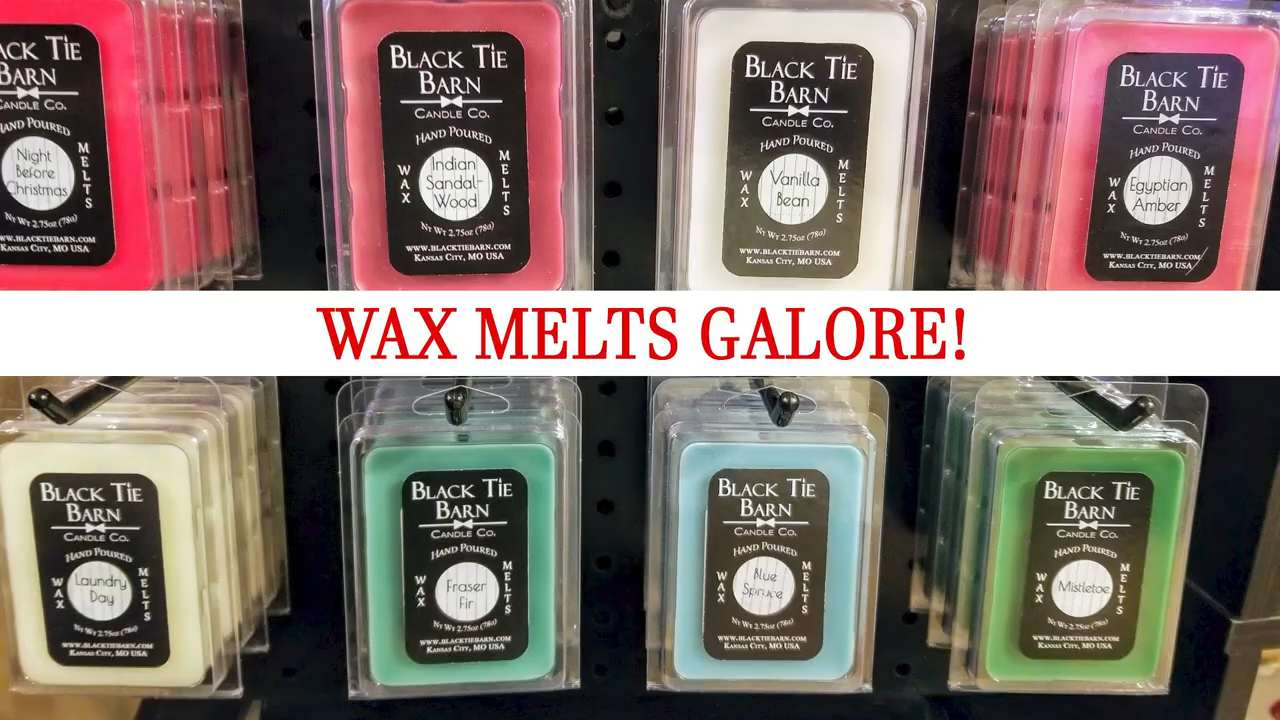 ACK TIE
BARN
CANDLE CO.
HAND POURED
Night
Before
Christmas
MELTS
NT WT 2.75oz (78g)
WWW.BLACKTIEBARN.COM
KANSAS CITY, MO USA
BLACK TIE
BARN
CANDLE CO.
HAND POURED
WAX
Indian
Sandal-
Wood
MELTS
NT WT 2.75oz (78g)
WWW.BLACKTIEBARN.COM
KANSAS CITY, MO USA
BLACK TIE
BARN
CANDLE CO.
HAND POURED
WAX
Vanilla
Bean
MELTS
NT WT 2.75oz (78g)
WWW.BLACKTIEBARN.COM
KANSAS CITY, MO USA
BLACK TIE
BARN
CANDLE CO.
HAND POURED
WAX
Egyptian
Amber
MELTS
NT WT 2.75oz (78g)
WWW.BLACKTIEBARN.COM
KANSAS CITY, MO USA
WAX MELTS GALORE!
BLACK TIE
BARN
CANDLE CO.
HAND POURED
WAX
Laundry
Day
MELTS
NT WT 2.75oz (78g)
WWW.BLACKTIEBARN.COM
KANSAS CITY, MO USA
BLACK TIE
BARN
CANDLE CO.
HAND POURED
WAX
Fraser
Fir
MELTS
NT WT 2.75oz (78g)
WWW.BLACKTIEBARN.COM
KANSAS CITY, MO USA
BLACK TIE
BARN
CANDLE CO.
HAND POURED
WAX
Blue
Spruce
MELTS
NT WT 2.75oz (78g)
WWW.BLACKTIEBARN.COM
KANSAS CITY, MO USA
BLACK TIE
BARN
CANDLE CO.
HAND POURED
WAX
Mistletoe
MELTS
NT WT 2.75oz (78g)
WWW.BLACKTIEBARN.COM
KANSAS CITY, MO USA